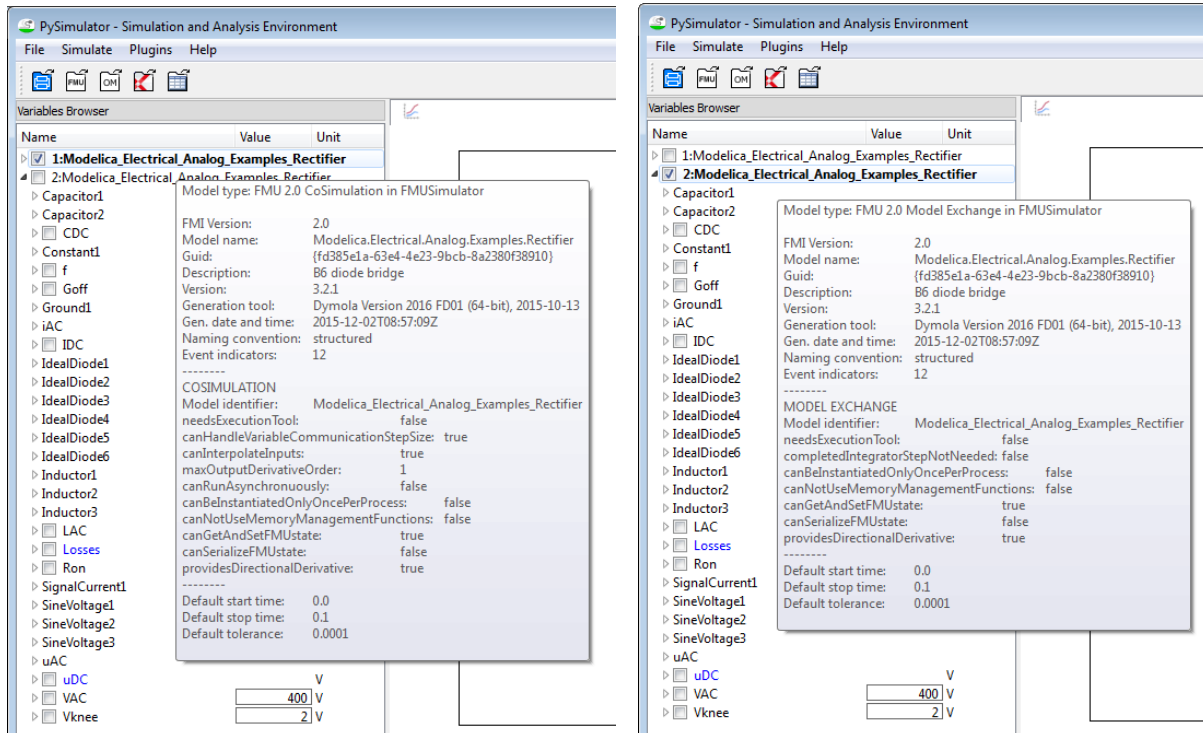 PySimulator - Simulation and Analysis Environment
File Simulate Plugins Help
FMU OM
Variables Browser
Name Value Unit
1:Modelica_Electrical_Analog_Examples_Rectifier
2:Modelica_Electrical_Analog_Examples_Rectifier
Capacitor1
Capacitor2
CDC
Constant1
f
Goff
Ground1
iAC
IDC
IdealDiode1
IdealDiode2
IdealDiode3
IdealDiode4
IdealDiode5
IdealDiode6
Inductor1
Inductor2
Inductor3
LAC
Losses
Ron
SignalCurrent1
SineVoltage1
SineVoltage2
SineVoltage3
uAC
uDC V
VAC 400 V
Vknee 2 V
Model type: FMU 2.0 CoSimulation in FMUSimulator
FMI Version: 2.0
Model name: Modelica.Electrical.Analog.Examples.Rectifier
Guid: {fd385e1a-63e4-4e23-9bcb-8a2380f38910}
Description: B6 diode bridge
Version: 3.2.1
Generation tool: Dymola Version 2016 FD01 (64-bit), 2015-10-13
Gen. date and time: 2015-12-02T08:57:09Z
Naming convention: structured
Event indicators: 12
--------
COSIMULATION
Model identifier: Modelica_Electrical_Analog_Examples_Rectifier
needsExecutionTool: false
canHandleVariableCommunicationStepSize: true
canInterpolateInputs: true
maxOutputDerivativeOrder: 1
canRunAsynchronuously: false
canBeInstantiatedOnlyOncePerProcess: false
canNotUseMemoryManagementFunctions: false
canGetAndSetFMUstate: true
canSerializeFMUstate: false
providesDirectionalDerivative: true
--------
Default start time: 0.0
Default stop time: 0.1
Default tolerance: 0.0001
PySimulator - Simulation and Analysis Environment
File Simulate Plugins Help
FMU OM
Variables Browser
Name Value Unit
1:Modelica_Electrical_Analog_Examples_Rectifier
2:Modelica_Electrical_Analog_Examples_Rectifier
Capacitor1
Capacitor2
CDC
Constant1
f
Goff
Ground1
iAC
IDC
IdealDiode1
IdealDiode2
IdealDiode3
IdealDiode4
IdealDiode5
IdealDiode6
Inductor1
Inductor2
Inductor3
LAC
Losses
Ron
SignalCurrent1
SineVoltage1
SineVoltage2
SineVoltage3
uAC
uDC V
VAC 400 V
Vknee 2 V
Model type: FMU 2.0 Model Exchange in FMUSimulator
FMI Version: 2.0
Model name: Modelica.Electrical.Analog.Examples.Rectifier
Guid: {fd385e1a-63e4-4e23-9bcb-8a2380f38910}
Description: B6 diode bridge
Version: 3.2.1
Generation tool: Dymola Version 2016 FD01 (64-bit), 2015-10-13
Gen. date and time: 2015-12-02T08:57:09Z
Naming convention: structured
Event indicators: 12
--------
MODEL EXCHANGE
Model identifier: Modelica_Electrical_Analog_Examples_Rectifier
needsExecutionTool: false
completedIntegratorStepNotNeeded: false
canBeInstantiatedOnlyOncePerProcess: false
canNotUseMemoryManagementFunctions: false
canGetAndSetFMUstate: true
canSerializeFMUstate: false
providesDirectionalDerivative: true
--------
Default start time: 0.0
Default stop time: 0.1
Default tolerance: 0.0001